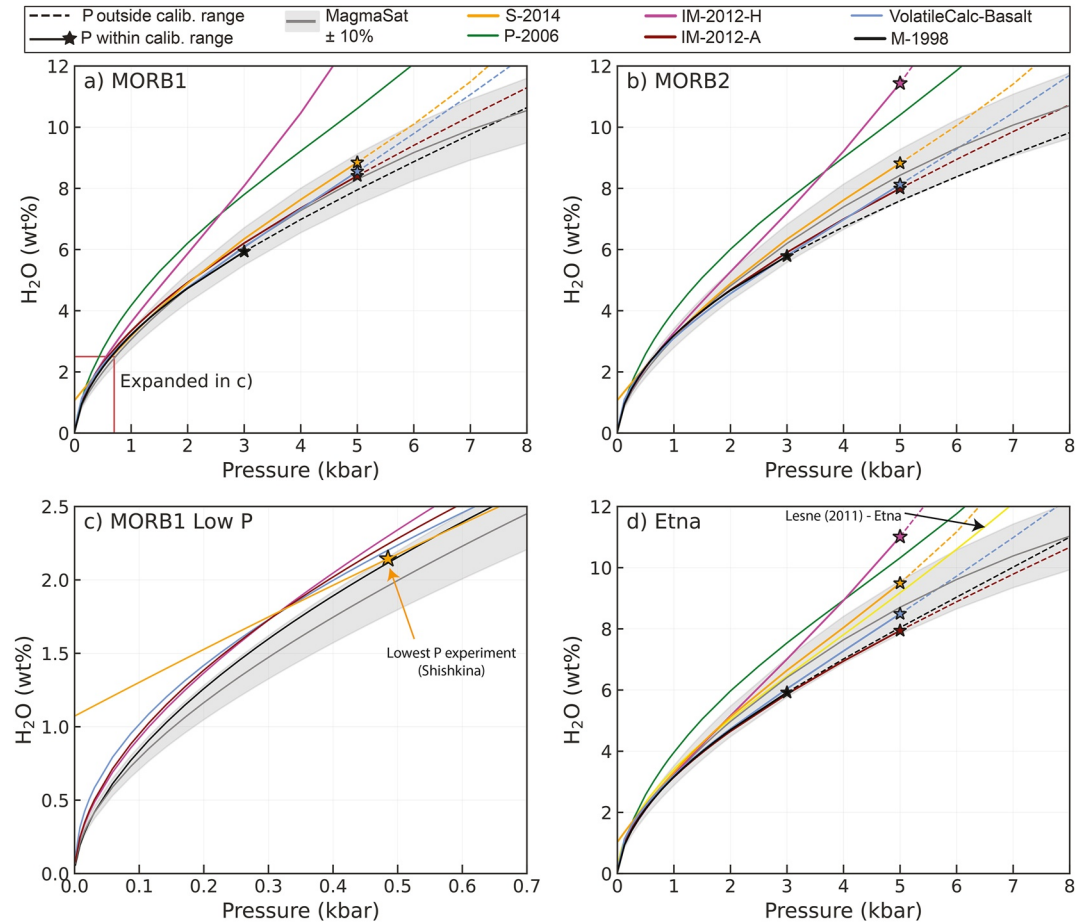 P outside calib. range
P within calib. range
MagmaSat
± 10%
S-2014
P-2006
IM-2012-H
IM-2012-A
VolatileCalc-Basalt
M-1998
a) MORB1
H₂O (wt%)
12
10
8
6
4
2
0
Expanded in c)
0 1 2 3 4 5 6 7 8
Pressure (kbar)
b) MORB2
H₂O (wt%)
12
10
8
6
4
2
0
0 1 2 3 4 5 6 7 8
Pressure (kbar)
c) MORB1 Low P
H₂O (wt%)
2.5
2.0
1.5
1.0
0.5
0.0
Lowest P experiment
(Shishkina)
0.0 0.1 0.2 0.3 0.4 0.5 0.6 0.7
Pressure (kbar)
d) Etna
Lesne (2011) - Etna
H₂O (wt%)
12
10
8
6
4
2
0
0 1 2 3 4 5 6 7 8
Pressure (kbar)